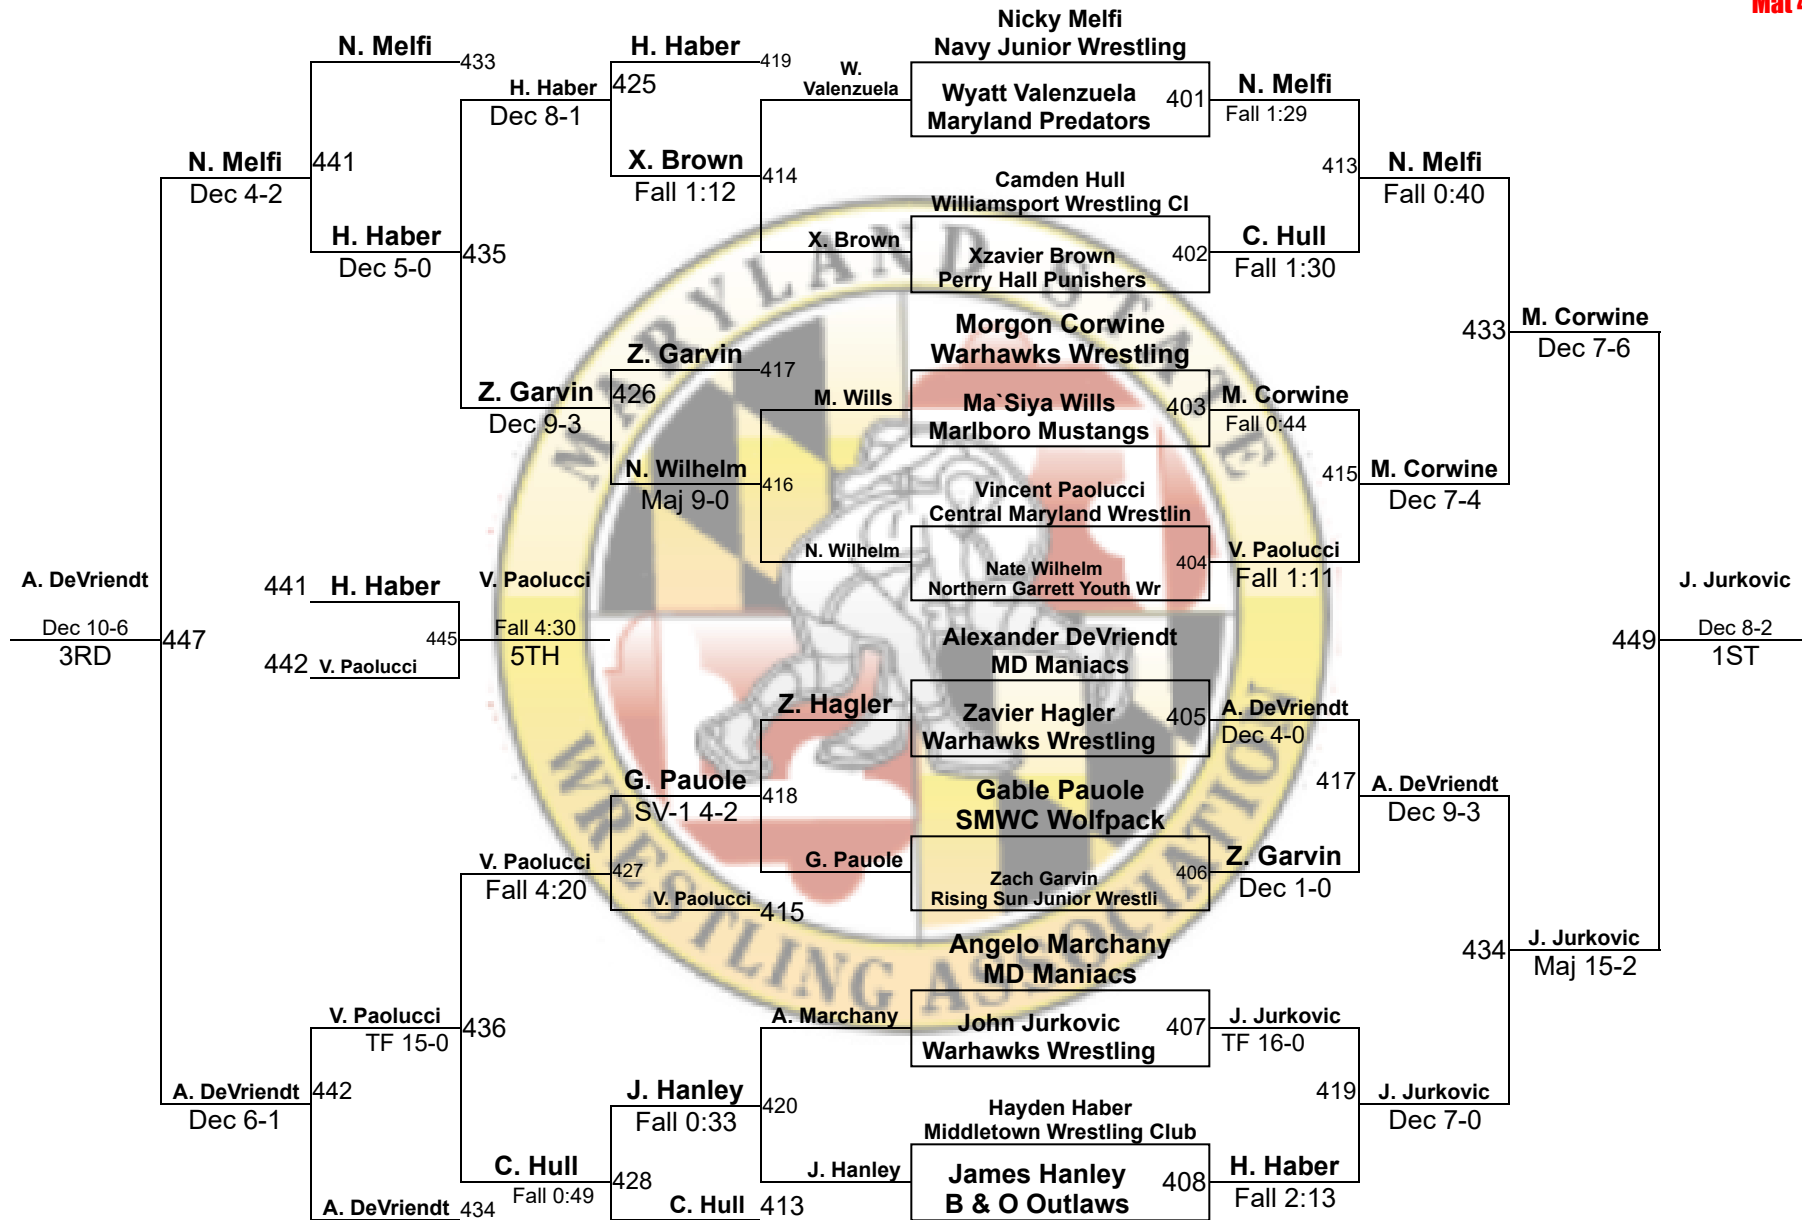 Mat 4
Nicky Melfi
Navy Junior Wrestling
N. Melfi
433
H. Haber
419
W.
Valenzuela
H. Haber
425
Dec 8-1
Wyatt Valenzuela
Maryland Predators
401
N. Melfi
Fall 1:29
N. Melfi
441
Dec 4-2
X. Brown
414
Fall 1:12
413
N. Melfi
Fall 0:40
Camden Hull
Williamsport Wrestling Cl
H. Haber
435
Dec 5-0
X. Brown
Xzavier Brown
Perry Hall Punishers
402
C. Hull
Fall 1:30
MARYLAND STATE
WRESTLING ASSOCIATION
Morgon Corwine
Warhawks Wrestling
433
M. Corwine
Dec 7-6
Z. Garvin
417
Z. Garvin
426
Dec 9-3
M. Wills
Ma`Siya Wills
Marlboro Mustangs
403
M. Corwine
Fall 0:44
N. Wilhelm
416
Maj 9-0
415
M. Corwine
Dec 7-4
Vincent Paolucci
Central Maryland Wrestlin
N. Wilhelm
Nate Wilhelm
Northern Garrett Youth Wr
404
V. Paolucci
Fall 1:11
A. DeVriendt
Dec 10-6
3RD
447
441
H. Haber
442
V. Paolucci
445
V. Paolucci
Fall 4:30
5TH
449
J. Jurkovic
Dec 8-2
1ST
Alexander DeVriendt
MD Maniacs
Z. Hagler
Zavier Hagler
Warhawks Wrestling
405
A. DeVriendt
Dec 4-0
G. Pauole
418
SV-1 4-2
Gable Pauole
SMWC Wolfpack
417
A. DeVriendt
Dec 9-3
V. Paolucci
427
Fall 4:20
G. Pauole
Zach Garvin
Rising Sun Junior Wrestli
406
Z. Garvin
Dec 1-0
V. Paolucci
415
Angelo Marchany
MD Maniacs
434
J. Jurkovic
Maj 15-2
V. Paolucci
436
TF 15-0
A. Marchany
John Jurkovic
Warhawks Wrestling
407
J. Jurkovic
TF 16-0
A. DeVriendt
442
Dec 6-1
J. Hanley
420
Fall 0:33
419
J. Jurkovic
Dec 7-0
Hayden Haber
Middletown Wrestling Club
C. Hull
428
Fall 0:49
J. Hanley
James Hanley
B & O Outlaws
408
H. Haber
Fall 2:13
A. DeVriendt
434
C. Hull
413